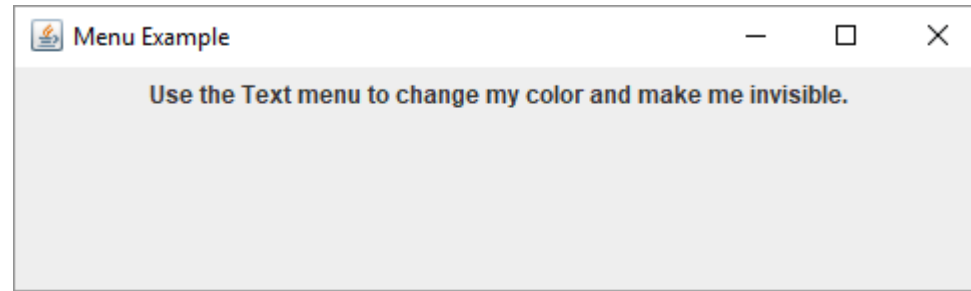 Menu Example
Use the Text menu to change my color and make me invisible.